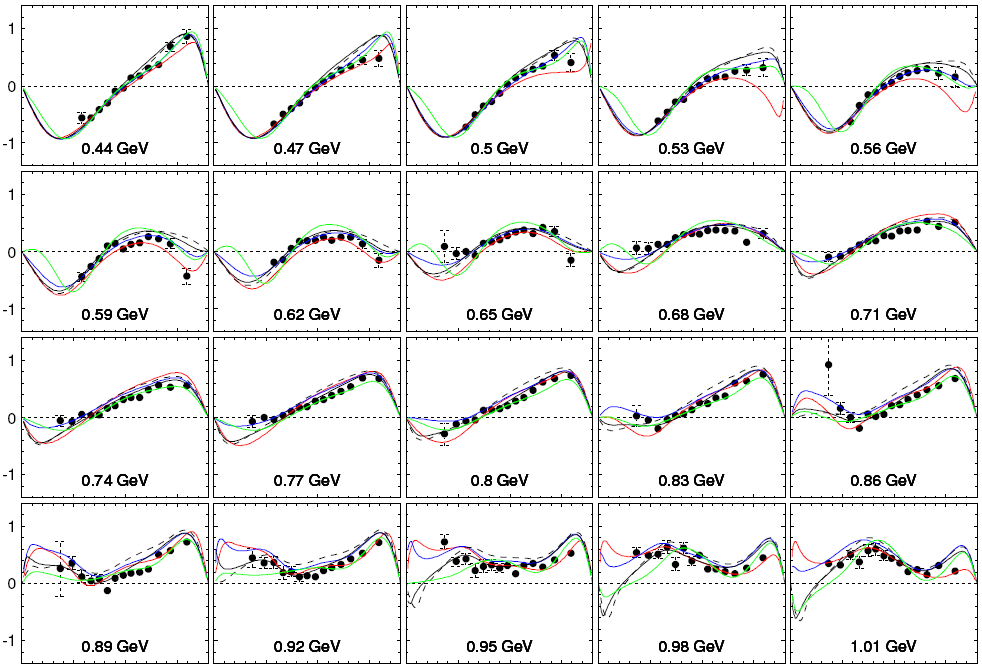 1
0
-1
0.44 GeV
0.47 GeV
0.5 GeV
0.53 GeV
0.56 GeV
1
0
-1
0.59 GeV
0.62 GeV
0.65 GeV
0.68 GeV
0.71 GeV
1
0
-1
0.74 GeV
0.77 GeV
0.8 GeV
0.83 GeV
0.86 GeV
1
0
-1
0.89 GeV
0.92 GeV
0.95 GeV
0.98 GeV
1.01 GeV